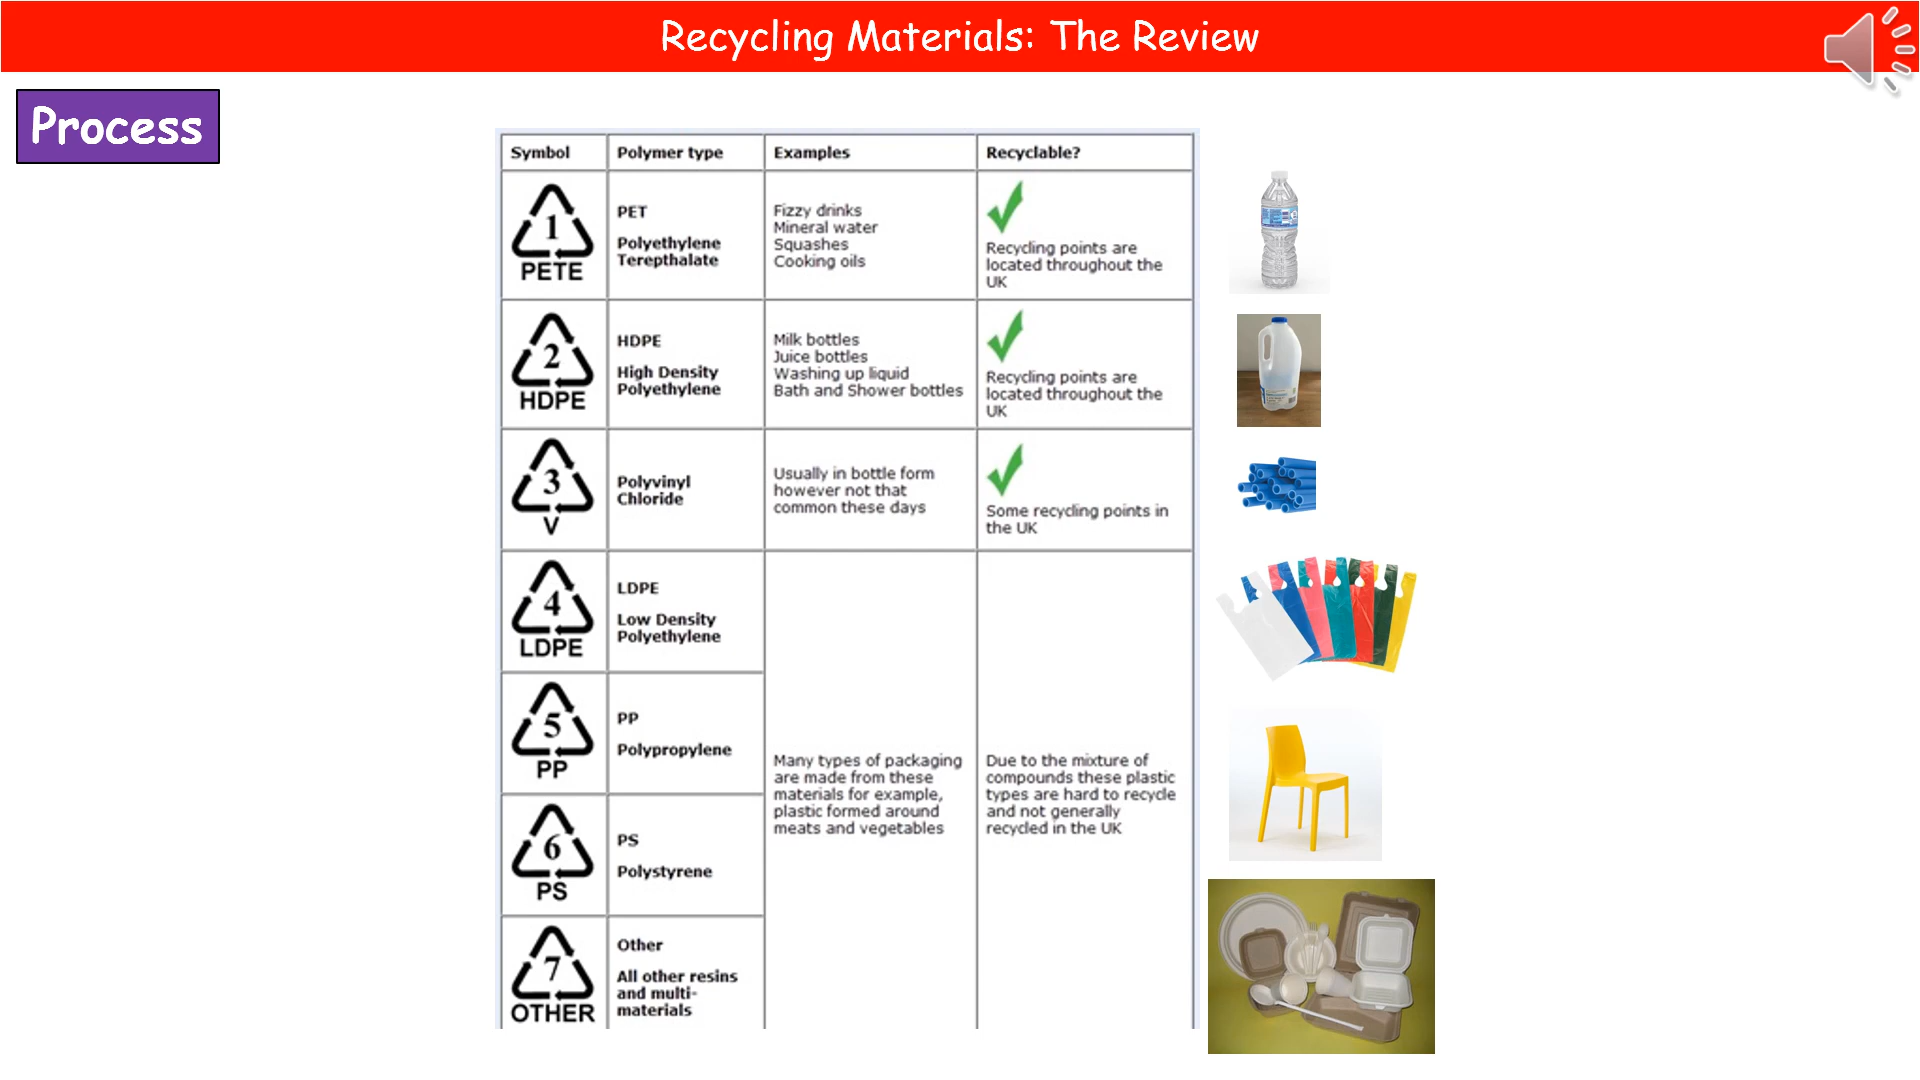 Recycling Materials: The Review
Process
Symbol
Polymer type
Examples
Recyclable?
1
PETE
PET
Polyethylene
Terepthalate
Fizzy drinks
Mineral water
Squashes
Cooking oils
Recycling points are
located throughout the
UK
2
HDPE
HDPE
High Density
Polyethylene
Milk bottles
Juice bottles
Washing up liquid
Bath and Shower bottles
Recycling points are
located throughout the
UK
3
V
Polyvinyl
Chloride
Usually in bottle form
however not that
common these days
Some recycling points in
the UK
4
LDPE
LDPE
Low Density
Polyethylene
5
PP
PP
Polypropylene
Many types of packaging
are made from these
materials for example,
plastic formed around
meats and vegetables
Due to the mixture of
compounds these plastic
types are hard to recycle
and not generally
recycled in the UK
6
PS
PS
Polystyrene
7
OTHER
Other
All other resins
and multi-
materials